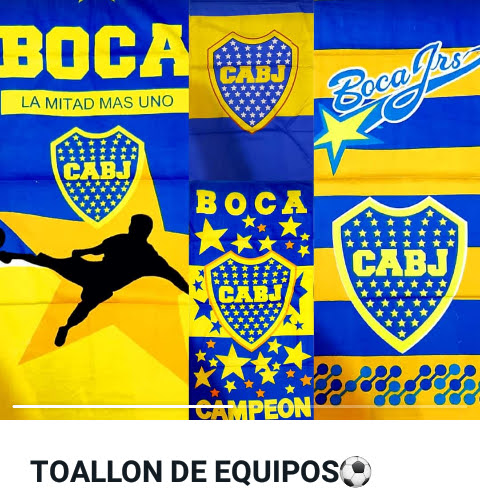 BOCA
LA MITAD MAS UNO
CABJ
CABJ
BOCA
CABJ
CAMPEON
Boca Jrs
CABJ
TOALLON DE EQUIPOS⚽